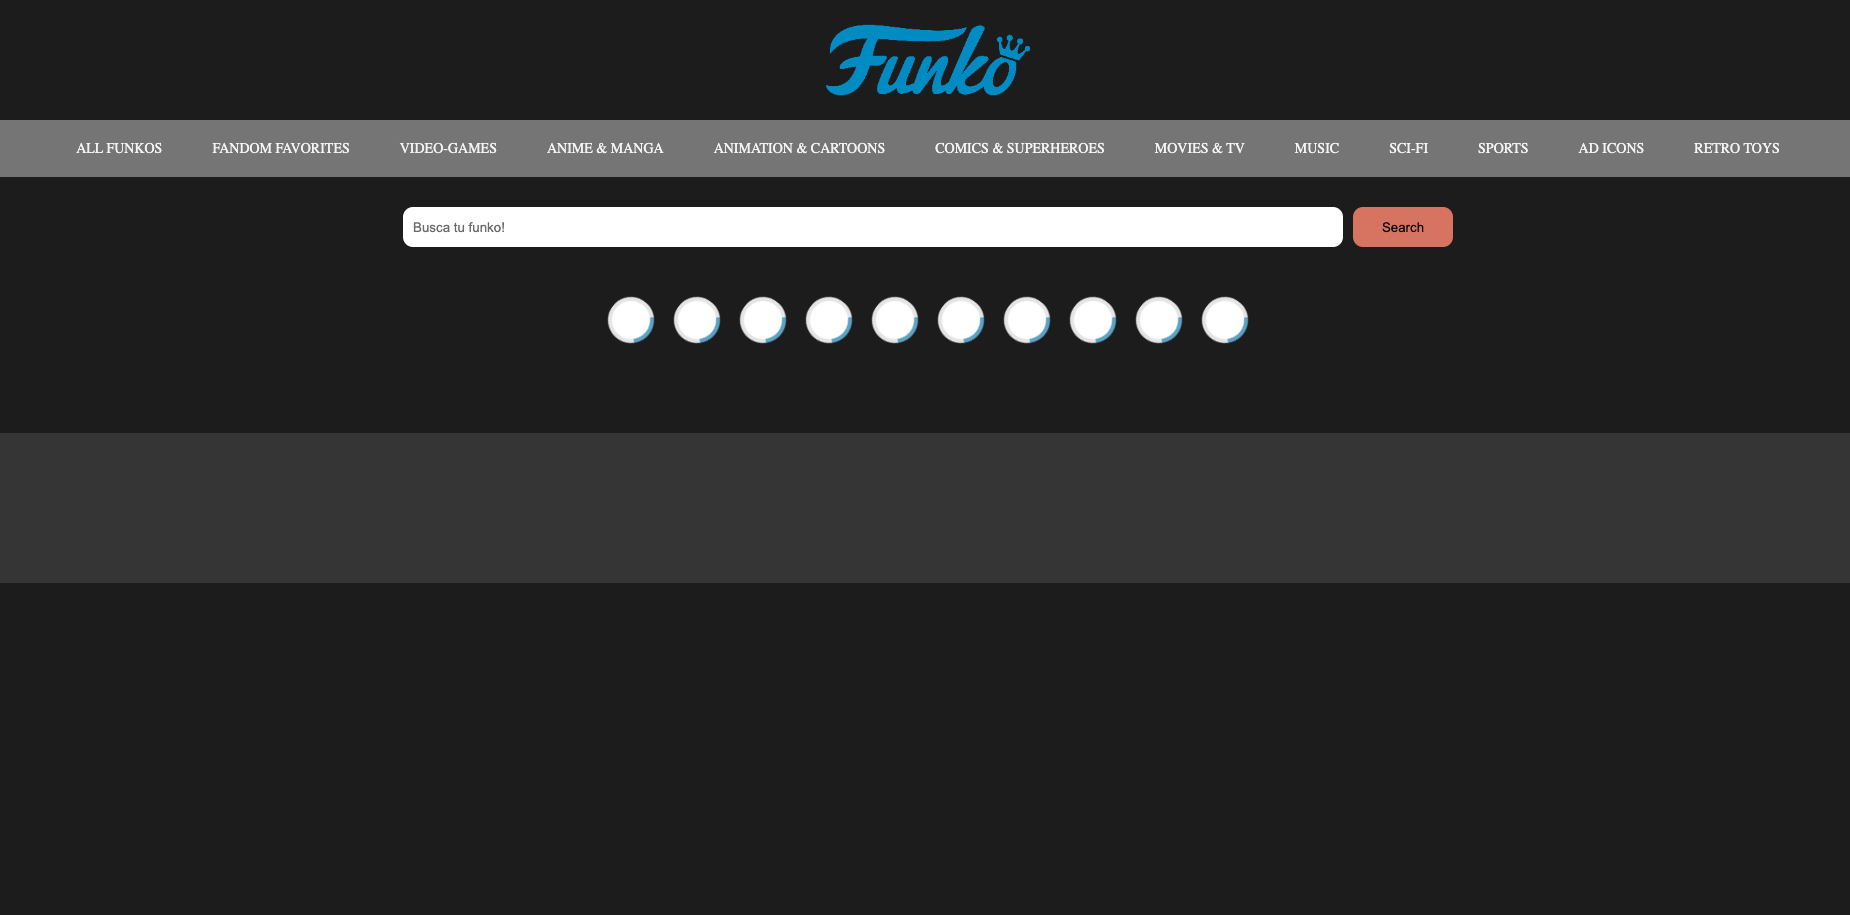 Funko
ALL FUNKOS FANDOM FAVORITES VIDEO-GAMES ANIME & MANGA ANIMATION & CARTOONS COMICS & SUPERHEROES MOVIES & TV MUSIC SCI-FI SPORTS AD ICONS RETRO TOYS
Busca tu funko! Search